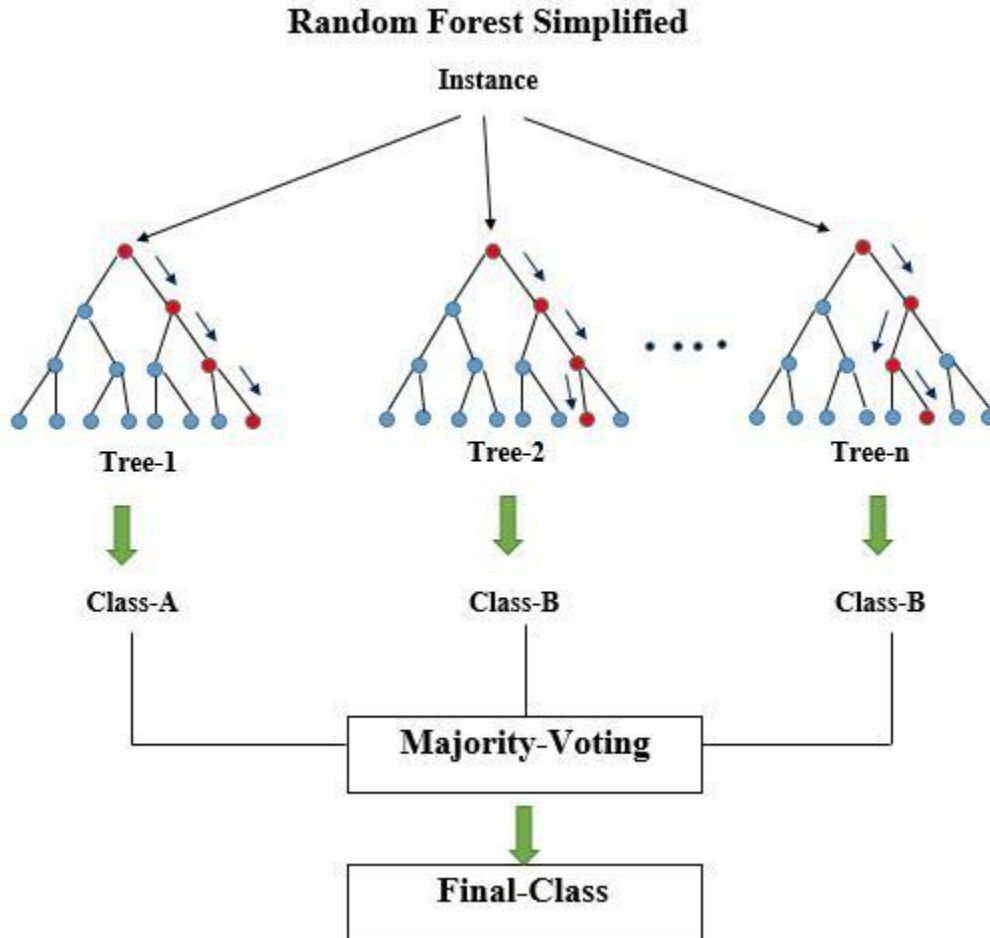 Random Forest Simplified
Instance
Tree-1
Tree-2
Tree-n
Class-A
Class-B
Class-B
Majority-Voting
Final-Class